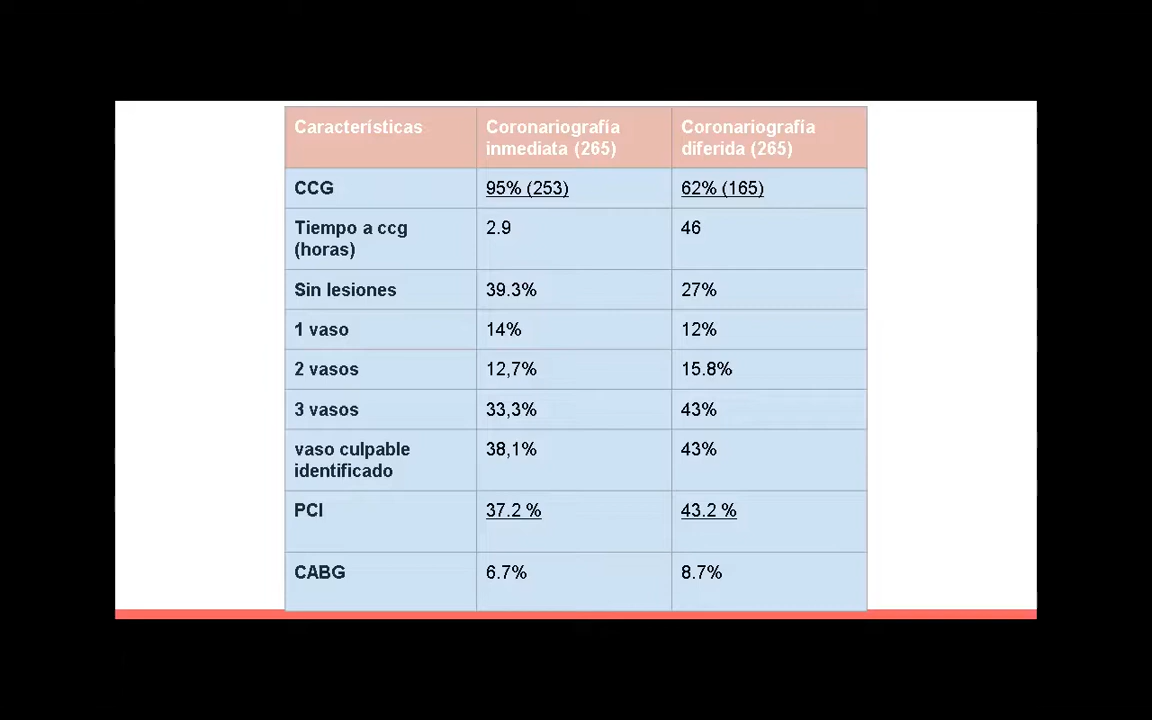 Características
Coronariografía
inmediata (265)
Coronariografía
diferida (265)
CCG
95% (253)
62% (165)
Tiempo a ccg
(horas)
2.9
46
Sin lesiones
39.3%
27%
1 vaso
14%
12%
2 vasos
12,7%
15.8%
3 vasos
33,3%
43%
vaso culpable
identificado
38,1%
43%
PCI
37.2 %
43.2 %
CABG
6.7%
8.7%